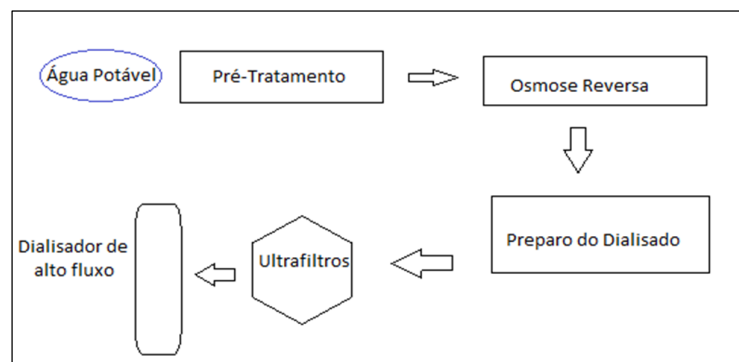 Água Potável
Pré-Tratamento
Osmose Reversa
Preparo do Dialisado
Ultrafiltros
Dialisador de
alto fluxo